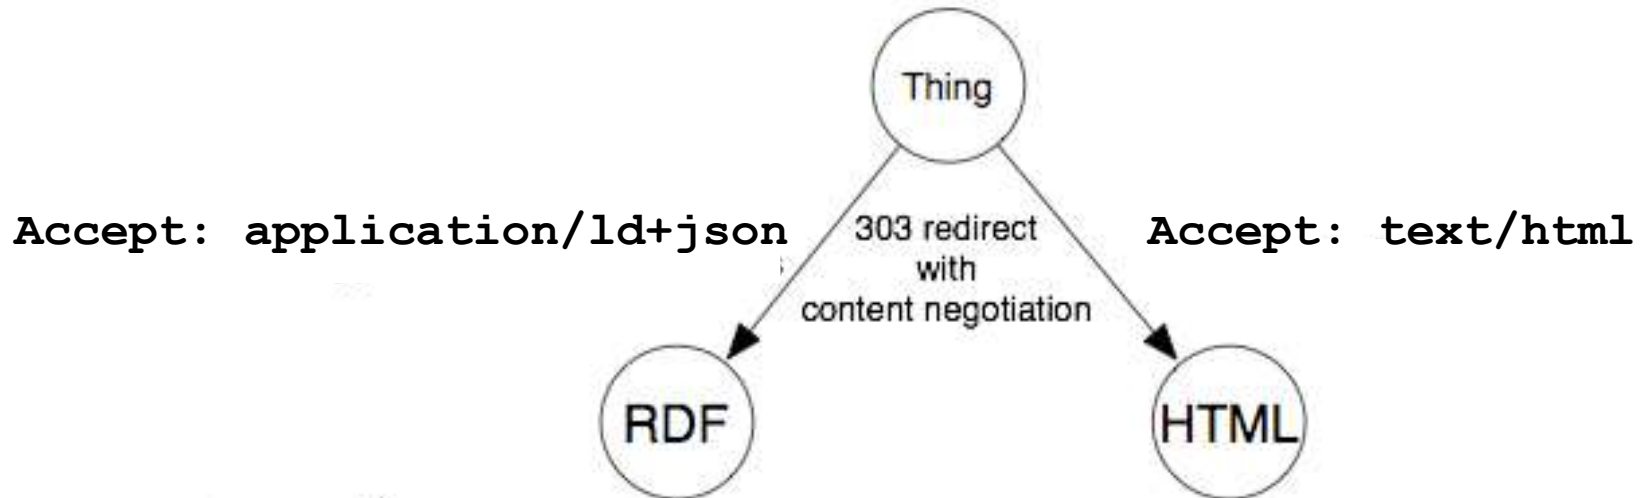 Thing
Accept: application/ld+json
303 redirect
with
content negotiation
Accept: text/html
RDF
HTML